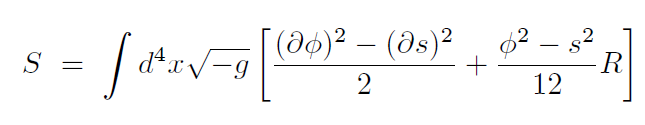 S = ∫ d⁴x√−g [ ((∂ϕ)² − (∂s)²)/2 + (ϕ² − s²)/12 R ]